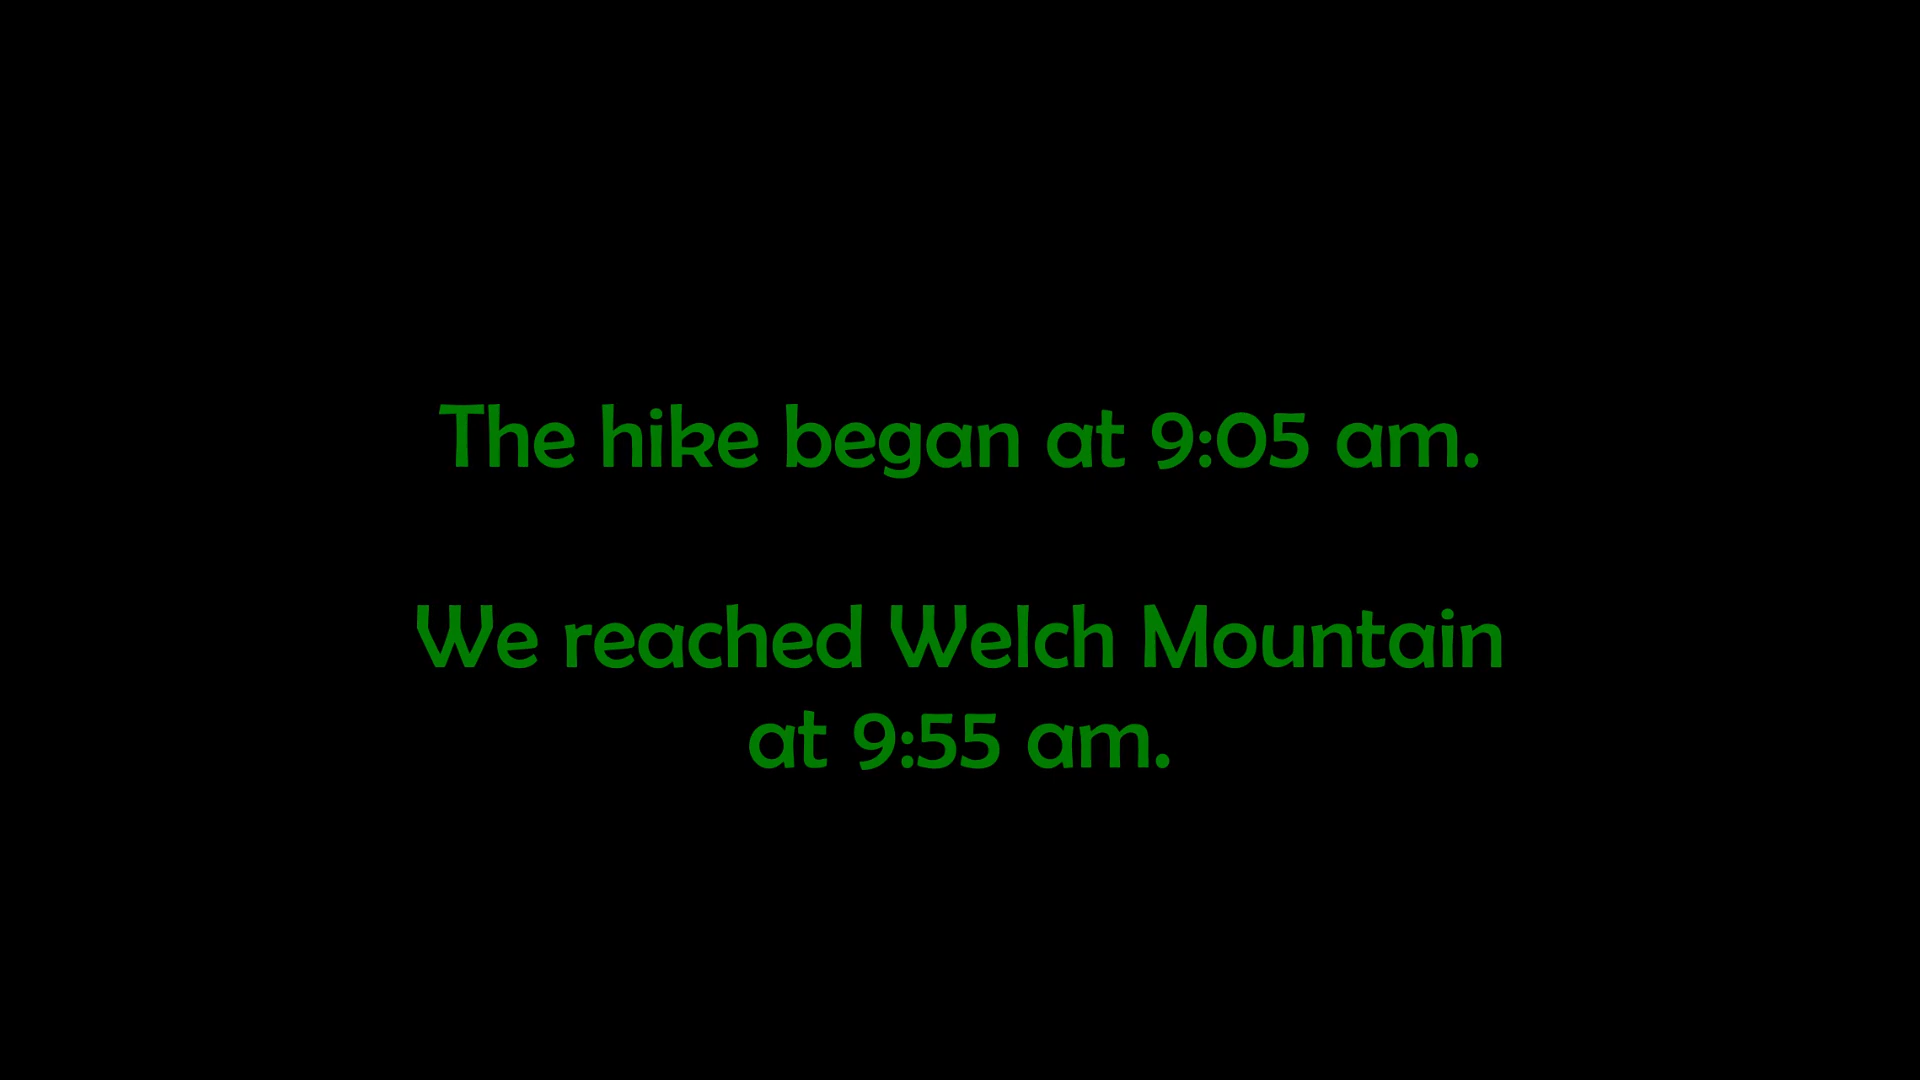 The hike began at 9:05 am.
We reached Welch Mountain
at 9:55 am.